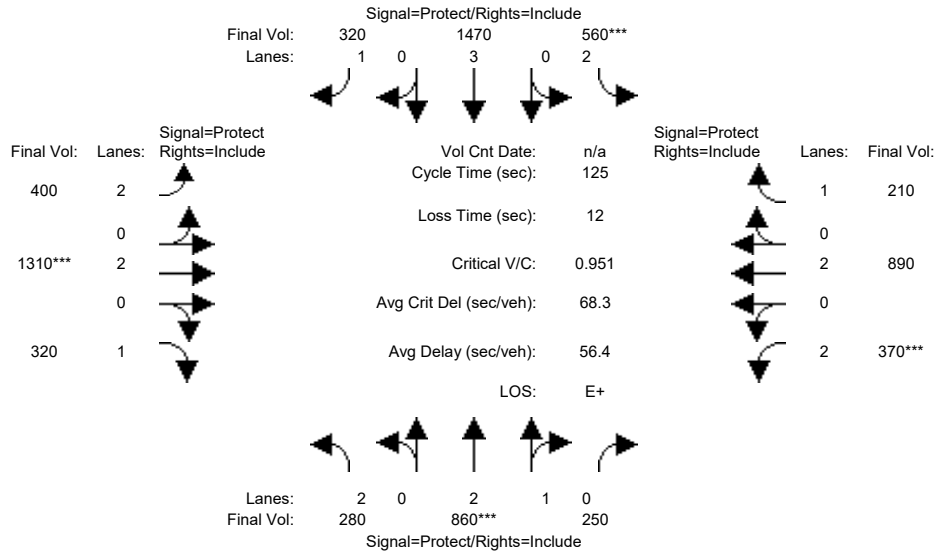 Signal=Protect/Rights=Include
Final Vol: 320 1470 560***
Lanes: 1 0 3 0 2
Signal=Protect Signal=Protect
Final Vol: Lanes: Rights=Include Vol Cnt Date: n/a Rights=Include Lanes: Final Vol:
Cycle Time (sec): 125
400 2 1 210
Loss Time (sec): 12
0 0
1310*** 2 Critical V/C: 0.951 2 890
0 Avg Crit Del (sec/veh): 68.3 0
320 1 Avg Delay (sec/veh): 56.4 2 370***
LOS: E+
Lanes: 2 0 2 1 0
Final Vol: 280 860*** 250
Signal=Protect/Rights=Include